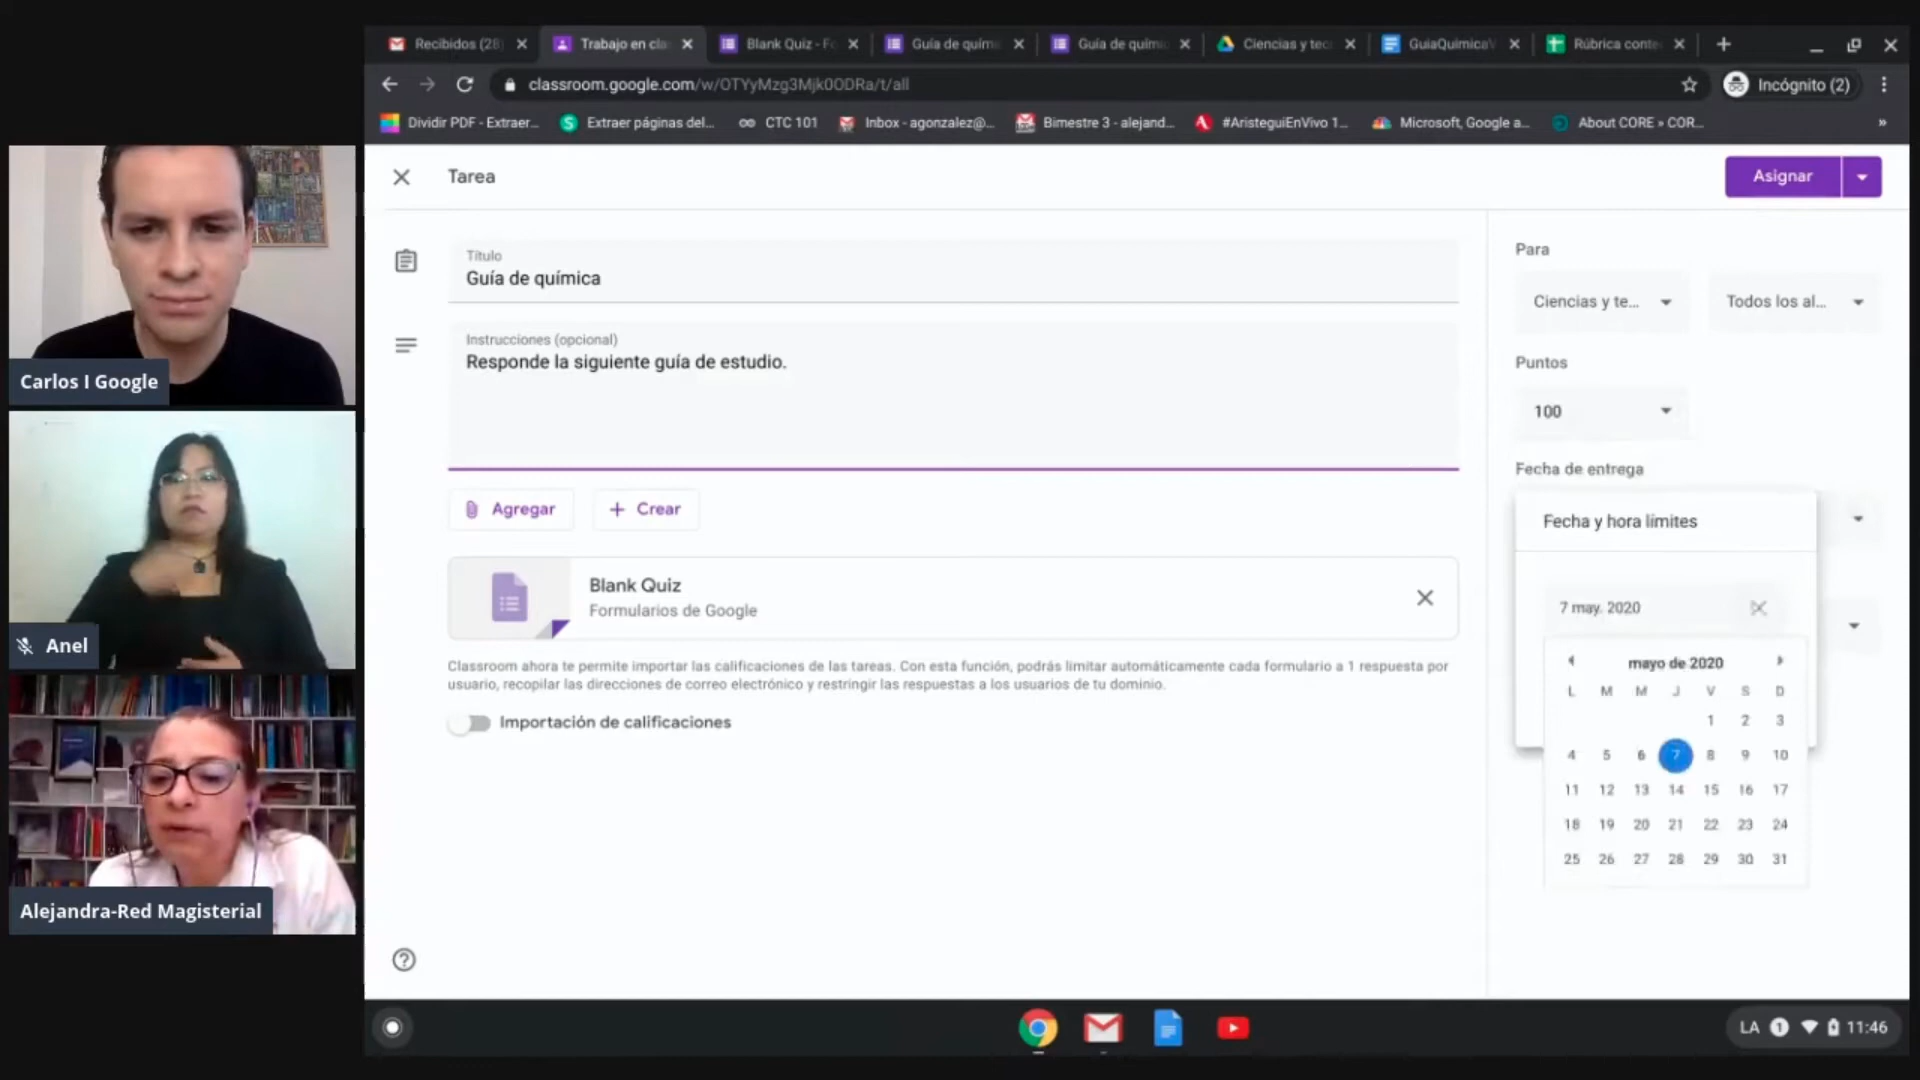 Recibidos (28)
Trabajo en cla
Blank Quiz - Fo
Guía de quími
Guía de químic
Ciencias y tec
GuiaQuimicaV
Rúbrica conte
classroom.google.com/w/OTYyMzg3Mjk0ODRa/t/all
Incógnito (2)
Dividir PDF - Extraer...
Extraer páginas del...
CTC 101
Inbox - agonzalez@...
Bimestre 3 - alejand...
#AristeguiEnVivo 1...
Microsoft, Google a...
About CORE » COR...
»
Tarea
Asignar
Título
Guía de química
Instrucciones (opcional)
Responde la siguiente guía de estudio.
Agregar
Crear
Blank Quiz
Formularios de Google
Classroom ahora te permite importar las calificaciones de las tareas. Con esta función, podrás limitar automáticamente cada formulario a 1 respuesta por
usuario, recopilar las direcciones de correo electrónico y restringir las respuestas a los usuarios de tu dominio.
Importación de calificaciones
Para
Ciencias y te...
Todos los al...
Puntos
100
Fecha de entrega
Fecha y hora límites
7 may. 2020
mayo de 2020
L M M J V S D
1 2 3
4 5 6 7 8 9 10
11 12 13 14 15 16 17
18 19 20 21 22 23 24
25 26 27 28 29 30 31
Carlos I Google
Anel
Alejandra-Red Magisterial
LA 1 11:46